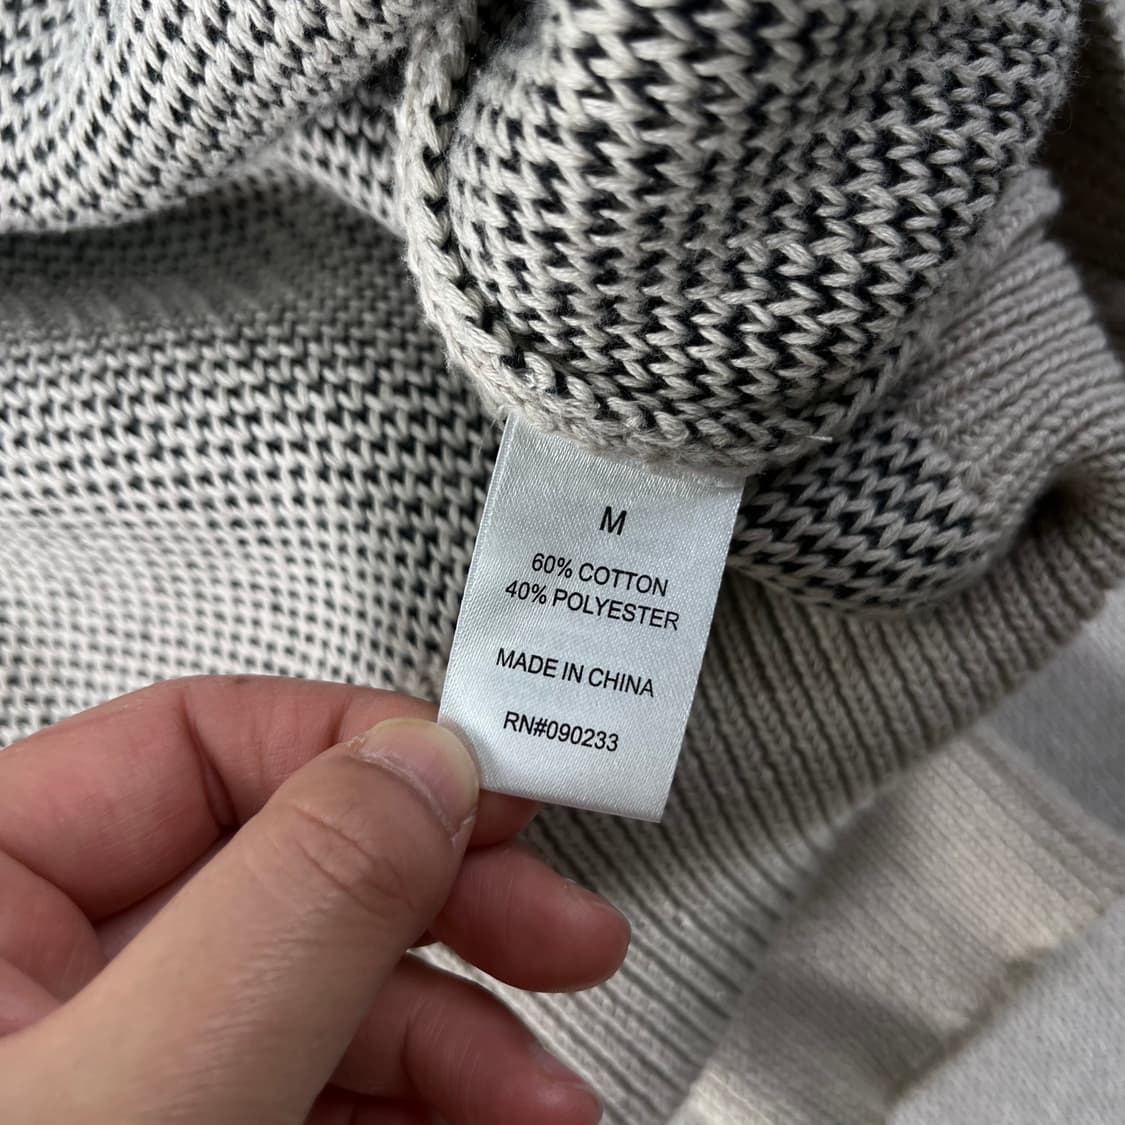 M
60% COTTON
40% POLYESTER
MADE IN CHINA
RN#090233